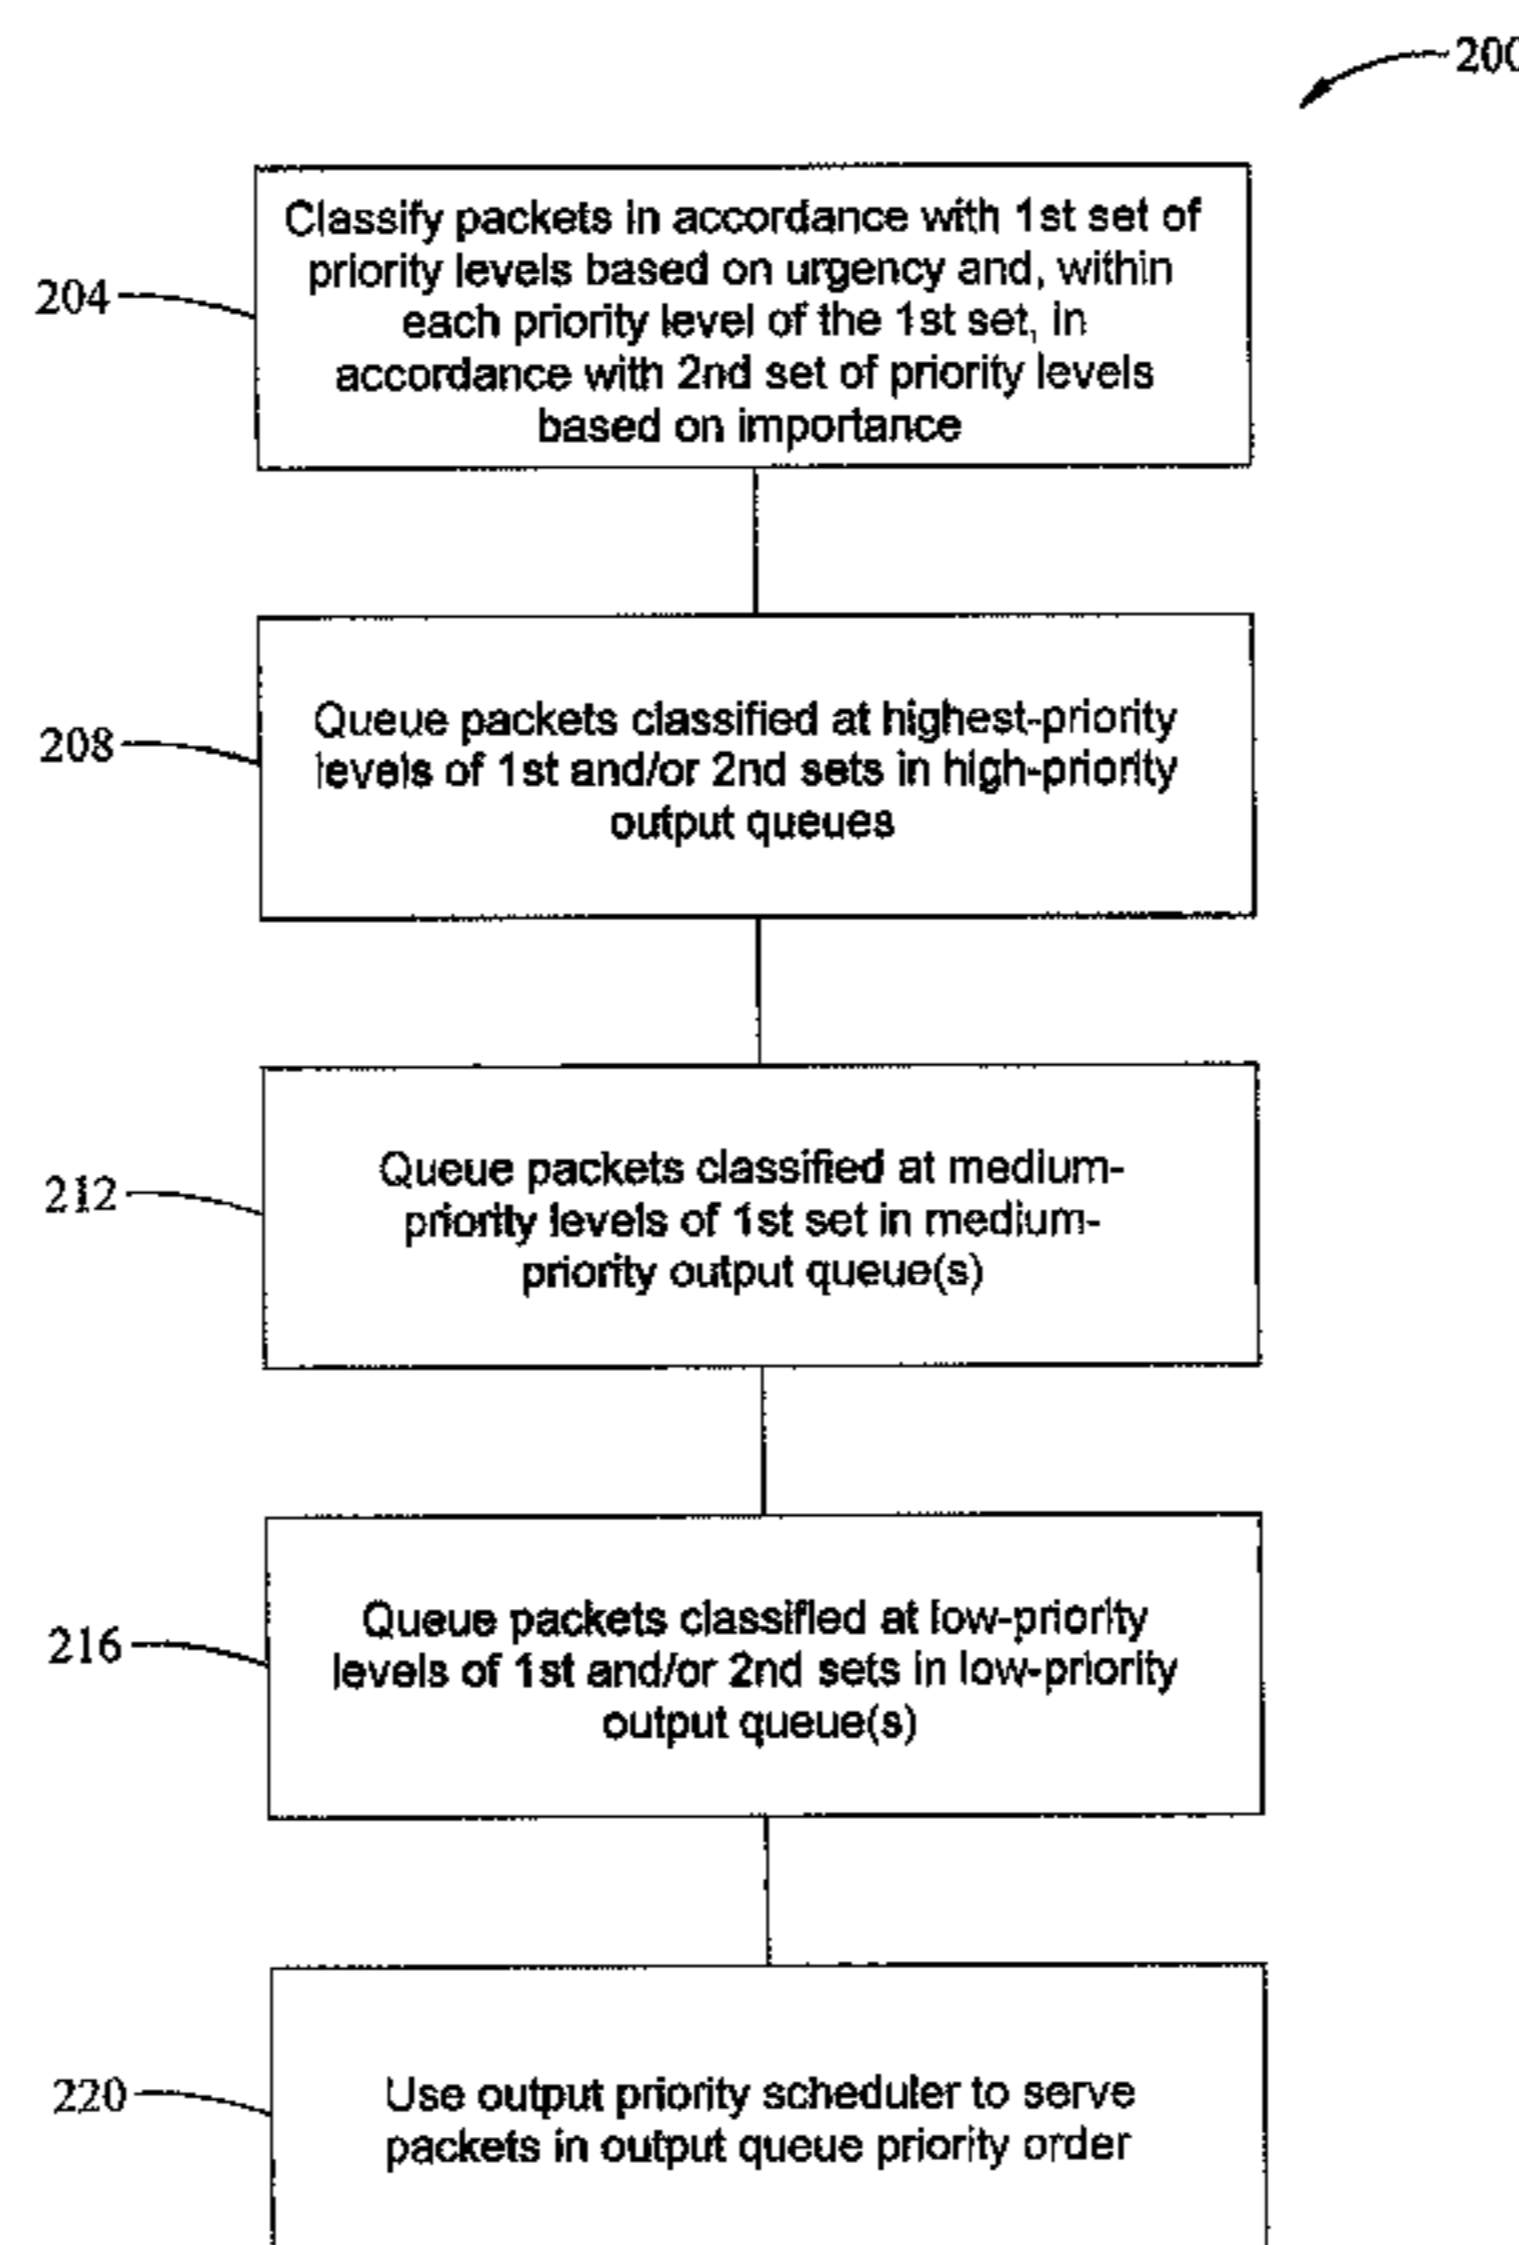 200
Classify packets in accordance with 1st set of
priority levels based on urgency and, within
each priority level of the 1st set, in
accordance with 2nd set of priority levels
based on importance
204
Queue packets classified at highest-priority
levels of 1st and/or 2nd sets in high-priority
output queues
208
Queue packets classified at medium-
priority levels of 1st set in medium-
priority output queue(s)
212
Queue packets classified at low-priority
levels of 1st and/or 2nd sets in low-priority
output queue(s)
216
Use output priority scheduler to serve
packets in output queue priority order
220